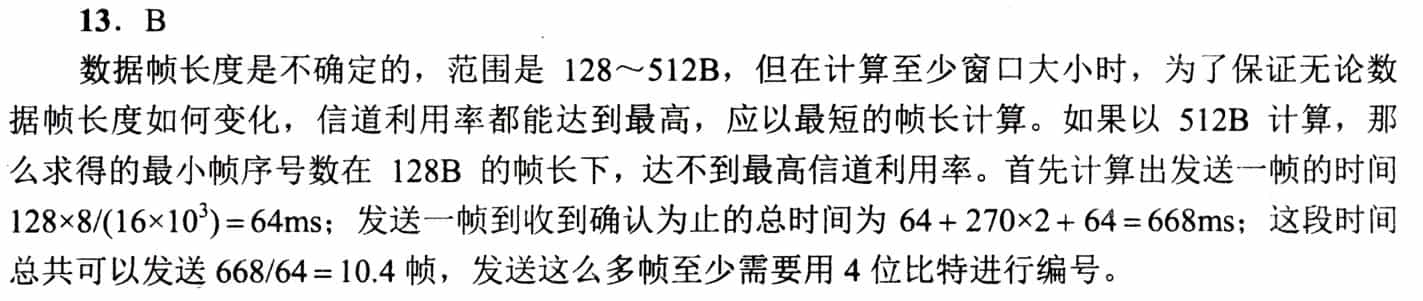 13. B
数据帧长度是不确定的，范围是 128～512B，但在计算至少窗口大小时，为了保证无论数
据帧长度如何变化，信道利用率都能达到最高，应以最短的帧长计算。如果以 512B 计算，那
么求得的最小帧序号数在 128B 的帧长下，达不到最高信道利用率。首先计算出发送一帧的时间
128×8/(16×10³) = 64ms；发送一帧到收到确认为止的总时间为 64 + 270×2 + 64 = 668ms；这段时间
总共可以发送 668/64 = 10.4 帧，发送这么多帧至少需要用 4 位比特进行编号。